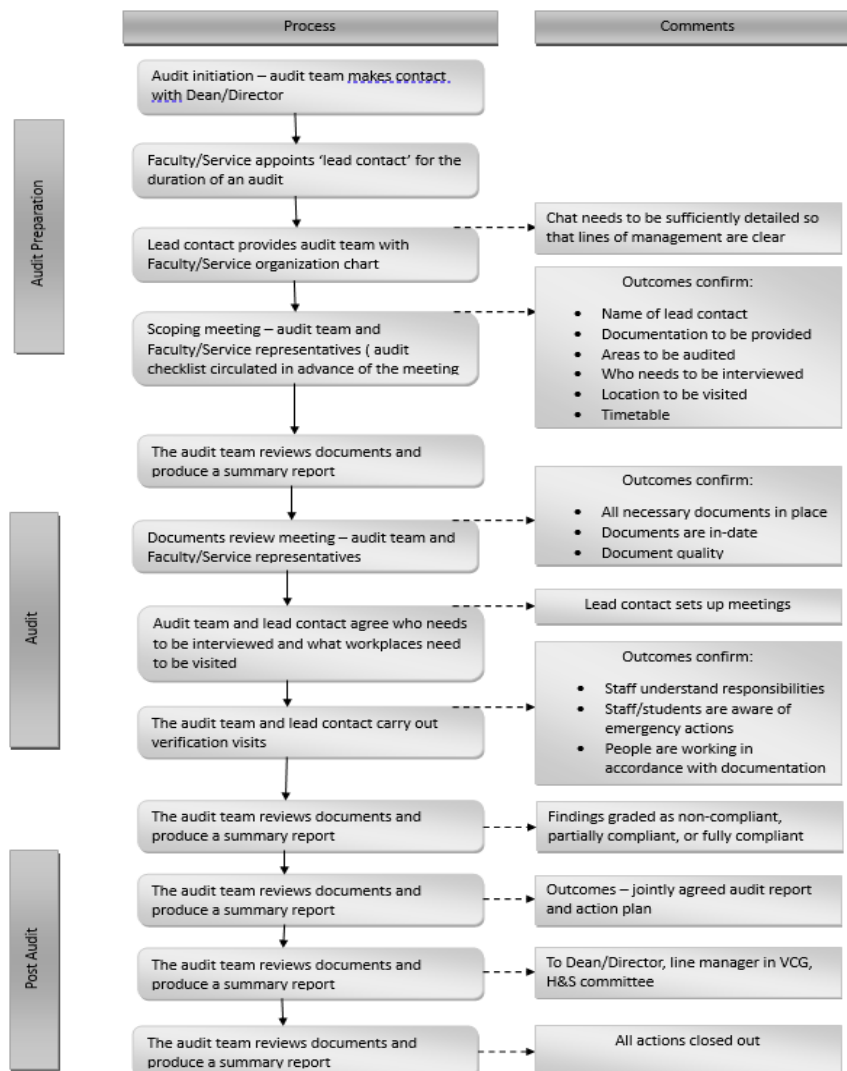 Process
Comments
Audit initiation – audit team makes contact
with Dean/Director
Audit Preparation
Faculty/Service appoints ‘lead contact’ for the
duration of an audit
Lead contact provides audit team with
Faculty/Service organization chart
Chat needs to be sufficiently detailed so
that lines of management are clear
Scoping meeting – audit team and
Faculty/Service representatives ( audit
checklist circulated in advance of the meeting
Outcomes confirm:
• Name of lead contact
• Documentation to be provided
• Areas to be audited
• Who needs to be interviewed
• Location to be visited
• Timetable
The audit team reviews documents and
produce a summary report
Audit
Documents review meeting – audit team and
Faculty/Service representatives
Outcomes confirm:
• All necessary documents in place
• Documents are in-date
• Document quality
Audit team and lead contact agree who needs
to be interviewed and what workplaces need
to be visited
Lead contact sets up meetings
The audit team and lead contact carry out
verification visits
Outcomes confirm:
• Staff understand responsibilities
• Staff/students are aware of
emergency actions
• People are working in
accordance with documentation
Post Audit
The audit team reviews documents and
produce a summary report
Findings graded as non-compliant,
partially compliant, or fully compliant
The audit team reviews documents and
produce a summary report
Outcomes – jointly agreed audit report
and action plan
The audit team reviews documents and
produce a summary report
To Dean/Director, line manager in VCG,
H&S committee
The audit team reviews documents and
produce a summary report
All actions closed out